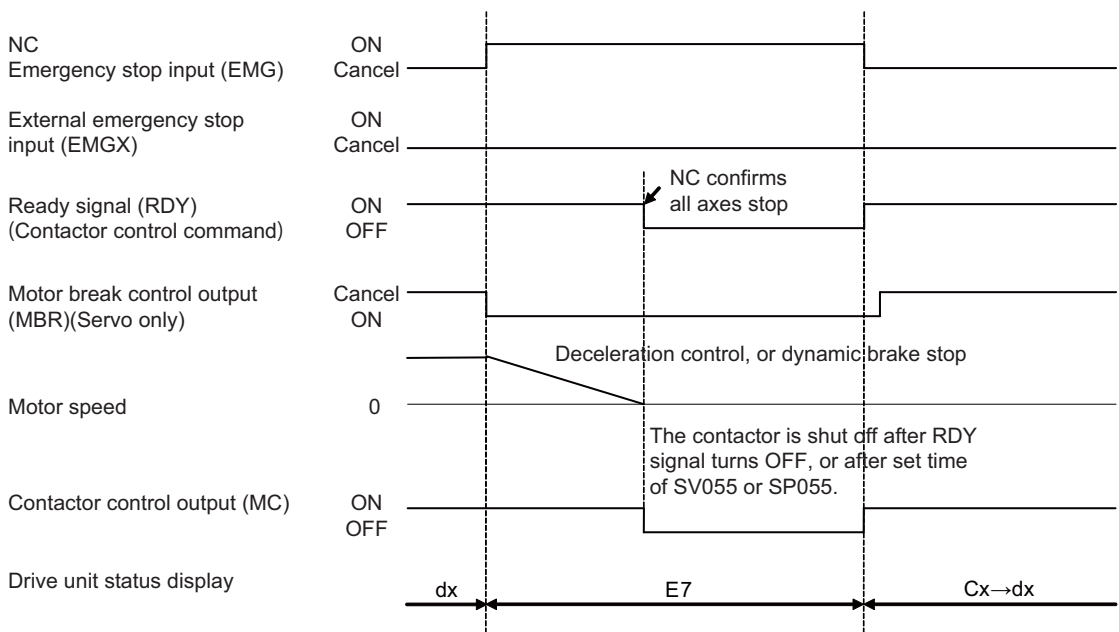 NC
Emergency stop input (EMG)
ON
Cancel
External emergency stop
input (EMGX)
ON
Cancel
Ready signal (RDY)
(Contactor control command)
ON
OFF
NC confirms
all axes stop
Motor break control output
(MBR)(Servo only)
Cancel
ON
Deceleration control, or dynamic brake stop
Motor speed
0
The contactor is shut off after RDY
signal turns OFF, or after set time
of SV055 or SP055.
Contactor control output (MC)
ON
OFF
Drive unit status display
dx
E7
Cx→dx